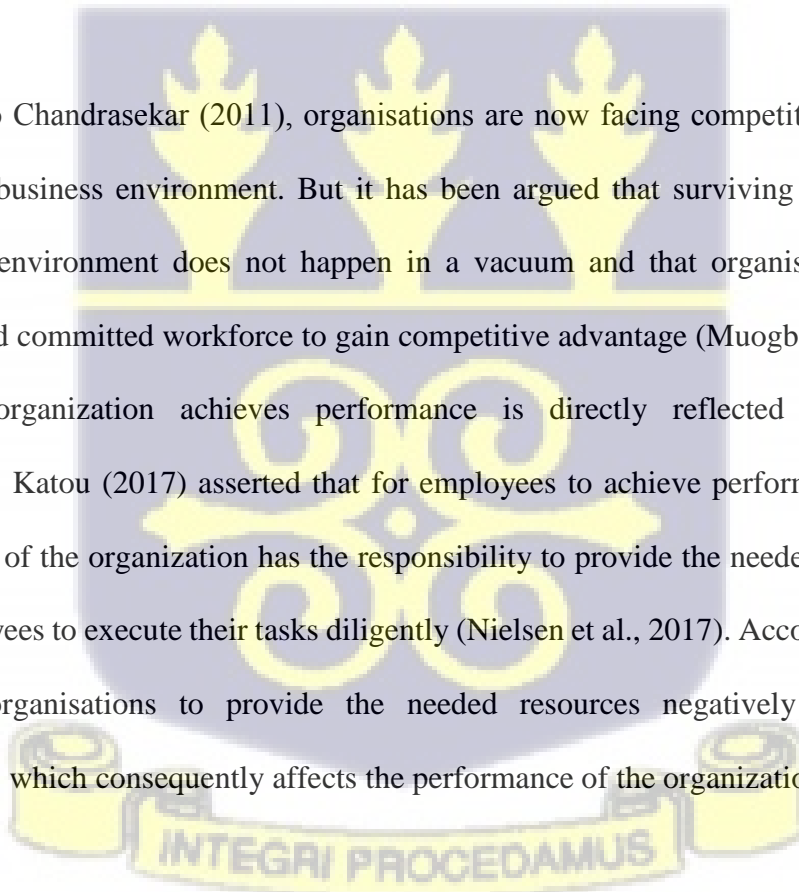 Chandrasekar (2011), organisations are now facing competit
business environment. But it has been argued that surviving
environment does not happen in a vacuum and that organis
committed workforce to gain competitive advantage (Muogb
organization achieves performance is directly reflected
Katou (2017) asserted that for employees to achieve perform
of the organization has the responsibility to provide the neede
yees to execute their tasks diligently (Nielsen et al., 2017). Acco
organisations to provide the needed resources negatively
which consequently affects the performance of the organizatio
INTEGRI PROCEDAMUS